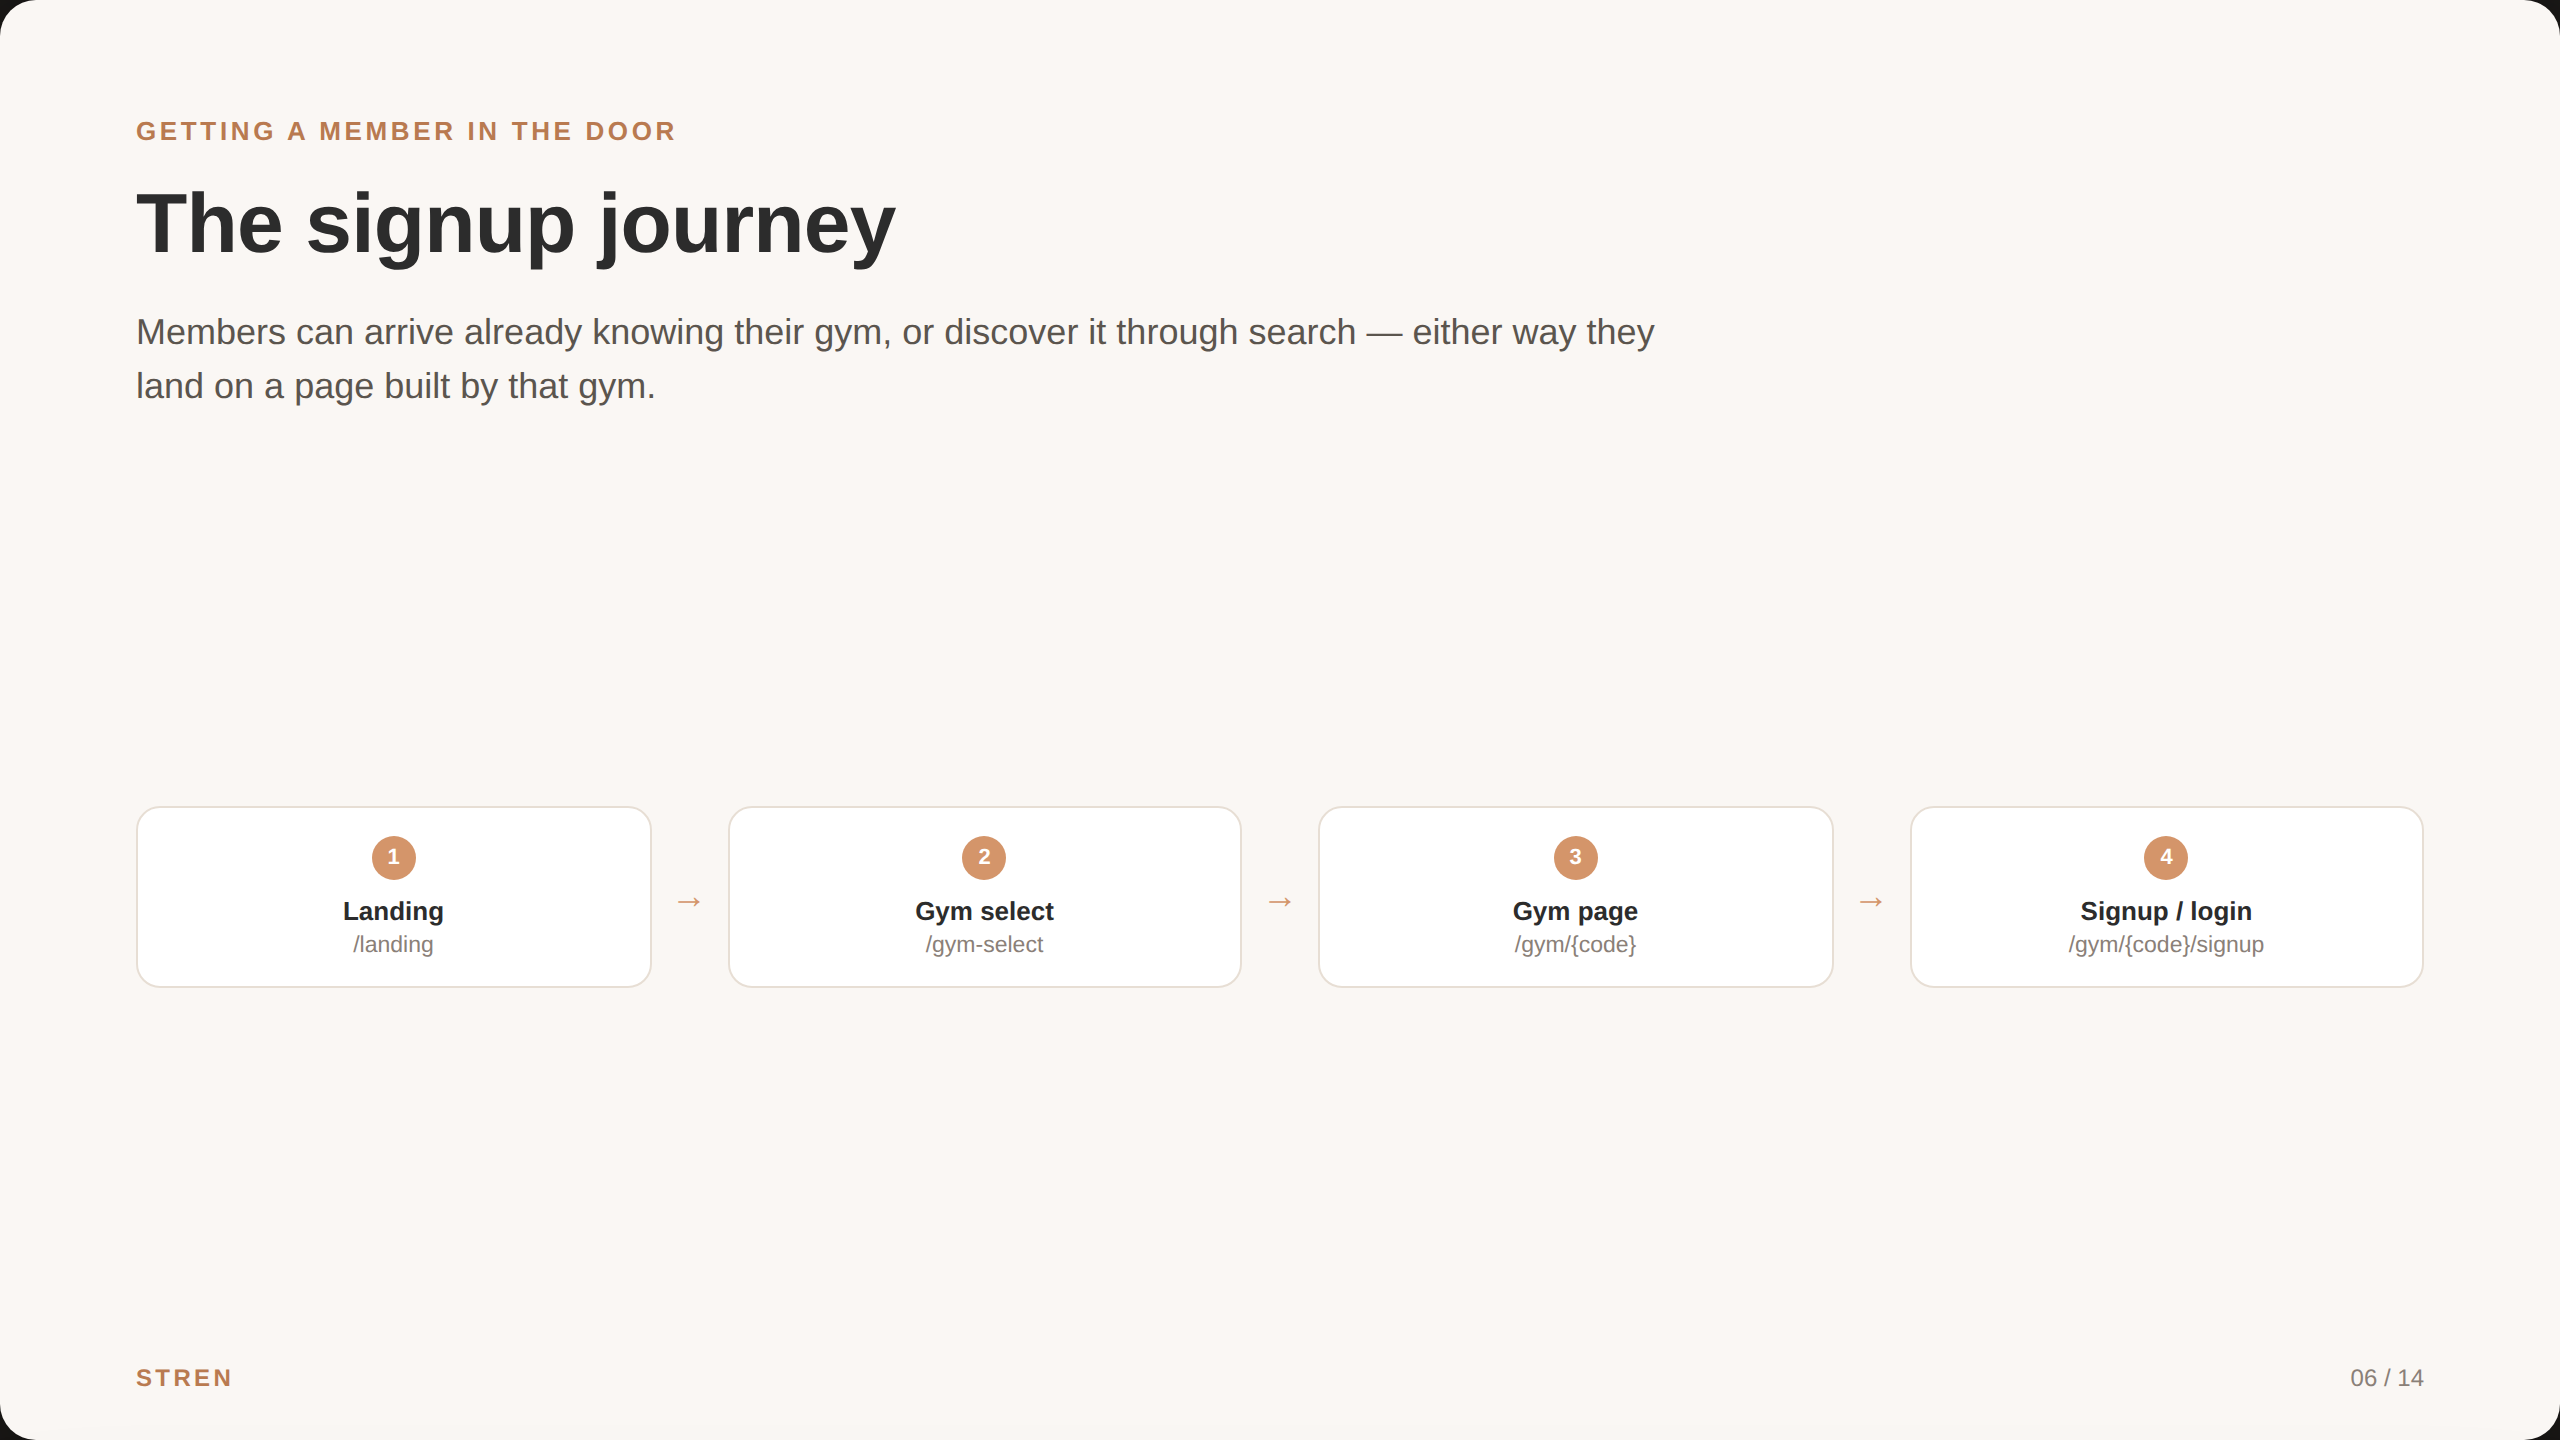 GETTING A MEMBER IN THE DOOR
The signup journey
Members can arrive already knowing their gym, or discover it through search — either way they
land on a page built by that gym.
1
Landing
/landing
→
2
Gym select
/gym-select
→
3
Gym page
/gym/{code}
→
4
Signup / login
/gym/{code}/signup
STREN
06 / 14